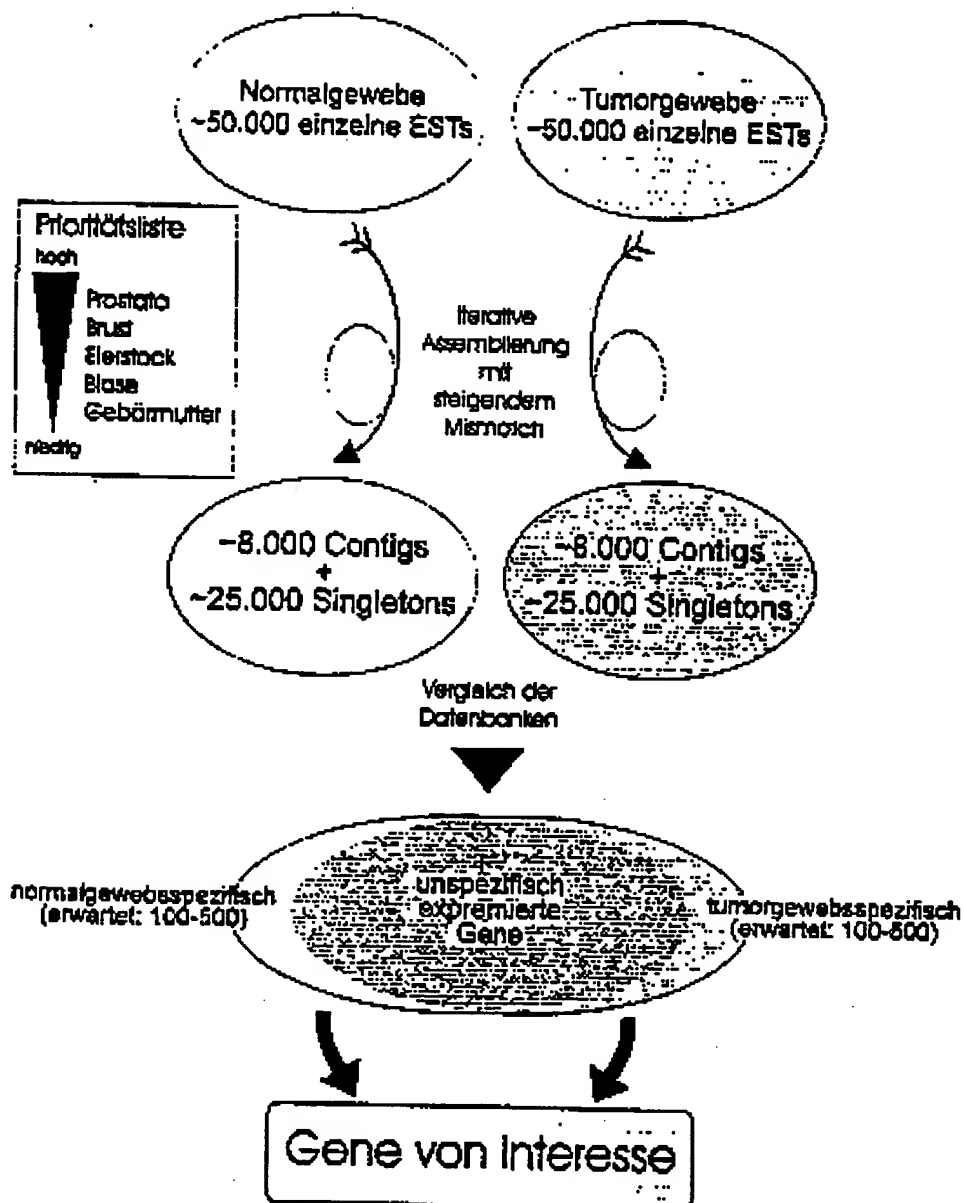 Normalgewebe
~50.000 einzelne ESTs
Tumorgewebe
~50.000 einzelne ESTs
Prioritätsliste
hoch
Prostata
Brust
Eierstock
Blase
Gebärmutter
niedrig
Iterative
Assemblierung
mit
steigendem
Mismatch
~8.000 Contigs
+
~25.000 Singletons
~8.000 Contigs
+
~25.000 Singletons
Vergleich der
Datenbanken
normalgewebsspezifisch
(erwartet: 100-500)
unspezifisch
expremierte
Gene
tumorgewebsspezifisch
(erwartet: 100-500)
Gene von Interesse